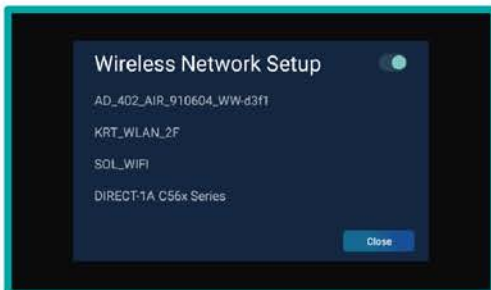 Wireless Network Setup
AD_402_AIR_910604_WW-d3f1
KRT_WLAN_2F
SOL_WIFI
DIRECT-1A C56x Series
Close